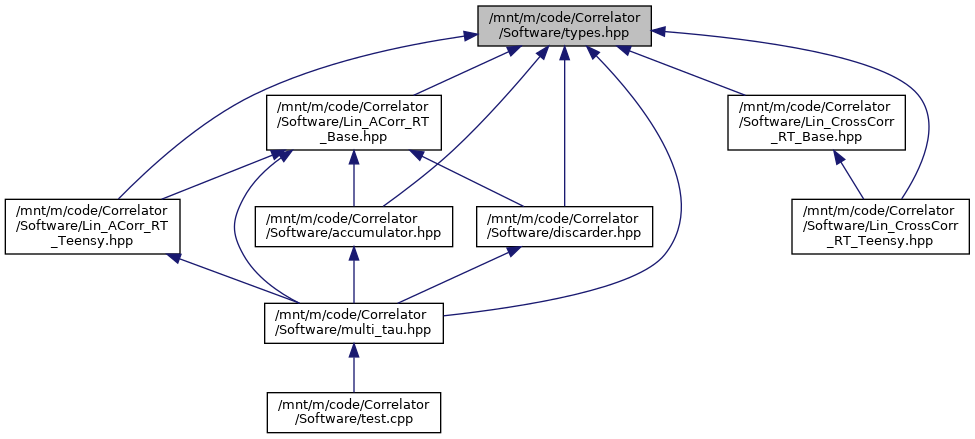 /mnt/m/code/Correlator
/Software/types.hpp
/mnt/m/code/Correlator
/Software/Lin_ACorr_RT
_Base.hpp
/mnt/m/code/Correlator
/Software/Lin_CrossCorr
_RT_Base.hpp
/mnt/m/code/Correlator
/Software/Lin_ACorr_RT
_Teensy.hpp
/mnt/m/code/Correlator
/Software/accumulator.hpp
/mnt/m/code/Correlator
/Software/discarder.hpp
/mnt/m/code/Correlator
/Software/Lin_CrossCorr
_RT_Teensy.hpp
/mnt/m/code/Correlator
/Software/multi_tau.hpp
/mnt/m/code/Correlator
/Software/test.cpp